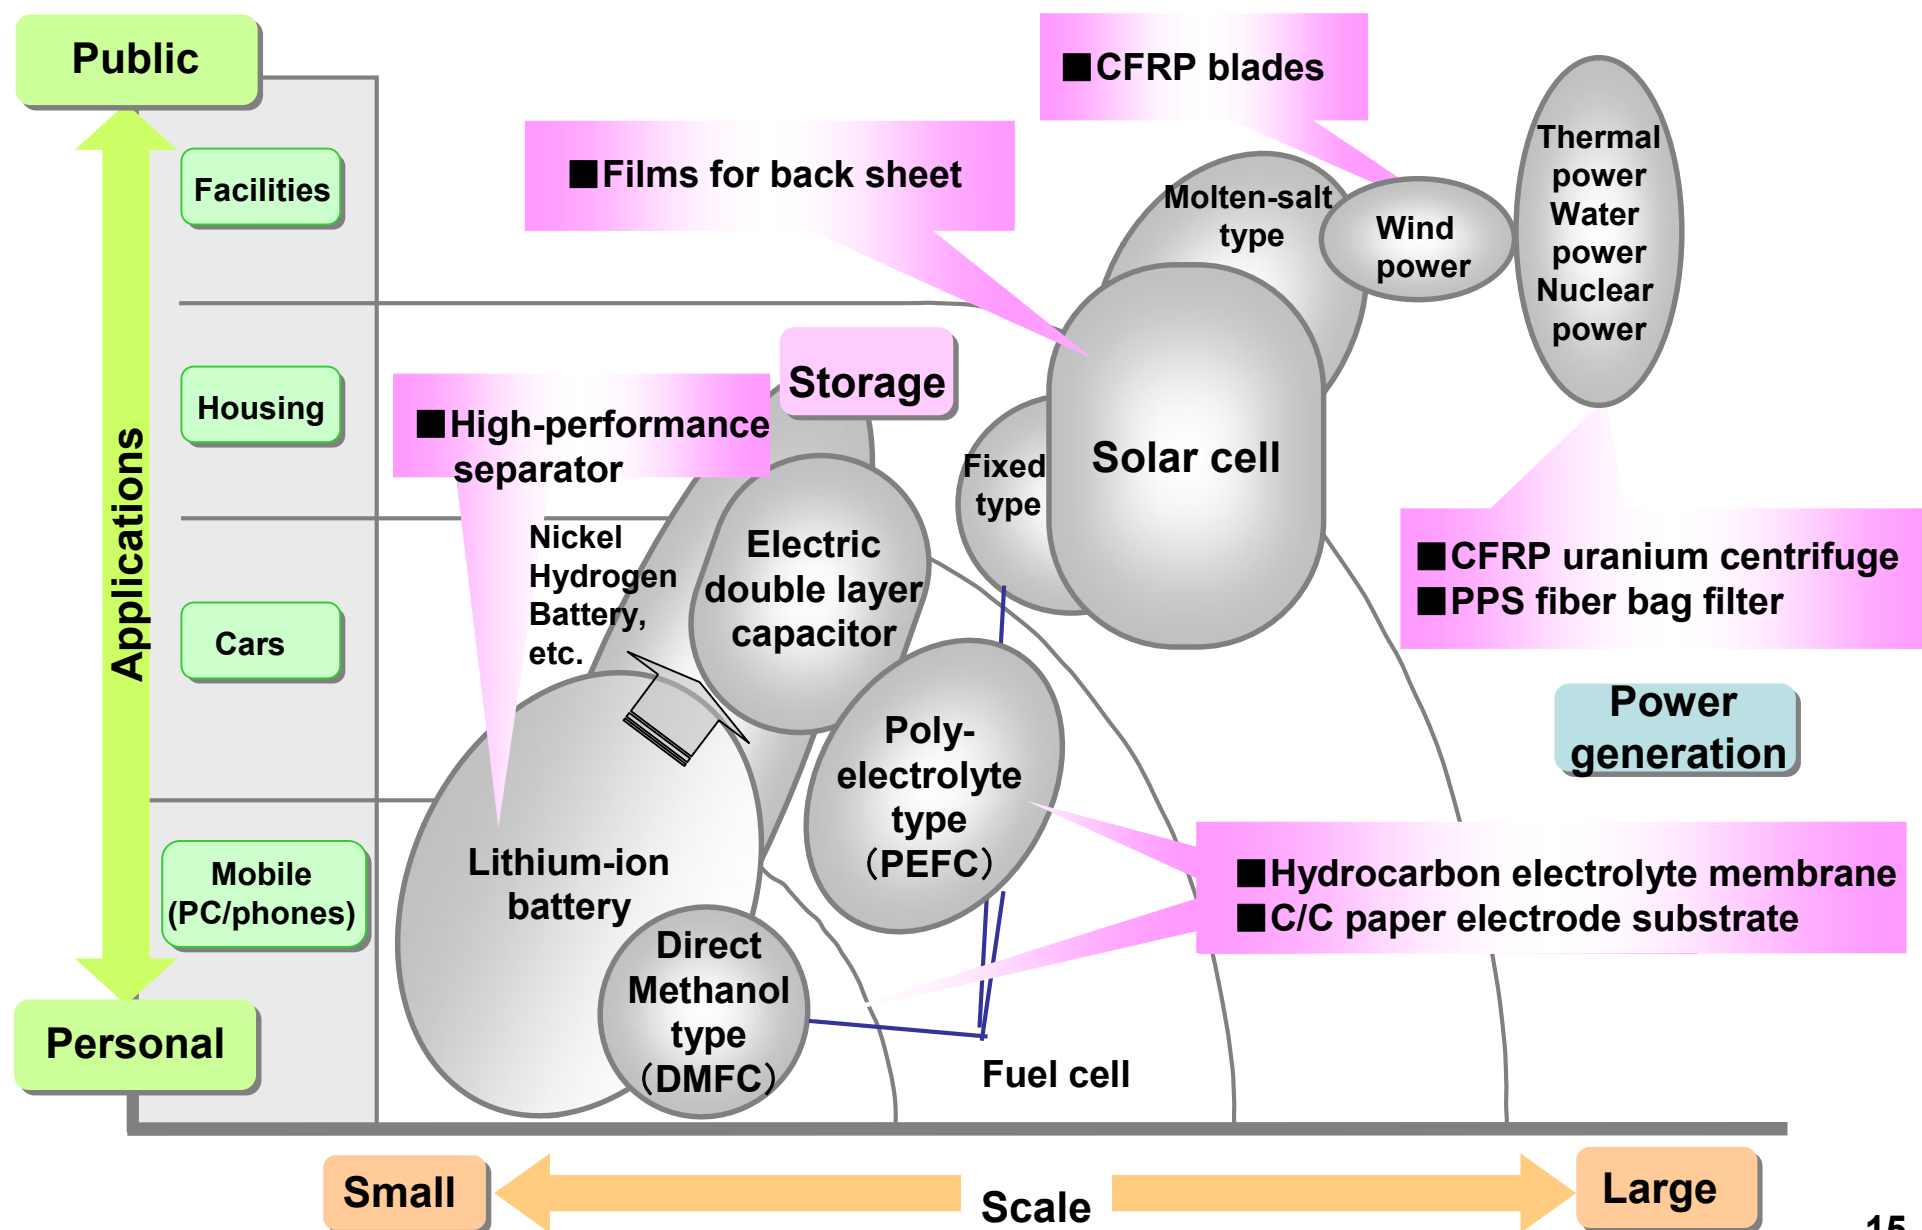 Public
■CFRP blades
Thermal
power
Water
power
Nuclear
power
■Films for back sheet
Facilities
Molten-salt
type
Wind
power
Storage
Housing
■High-performance
separator
Fixed
type
Solar cell
Applications
Nickel
Hydrogen
Battery,
etc.
Electric
double layer
capacitor
■CFRP uranium centrifuge
■PPS fiber bag filter
Cars
Power
generation
Poly-
electrolyte
type
（PEFC）
Mobile
(PC/phones)
Lithium-ion
battery
■Hydrocarbon electrolyte membrane
■C/C paper electrode substrate
Direct
Methanol
type
（DMFC）
Personal
Fuel cell
Small
Scale
Large
15